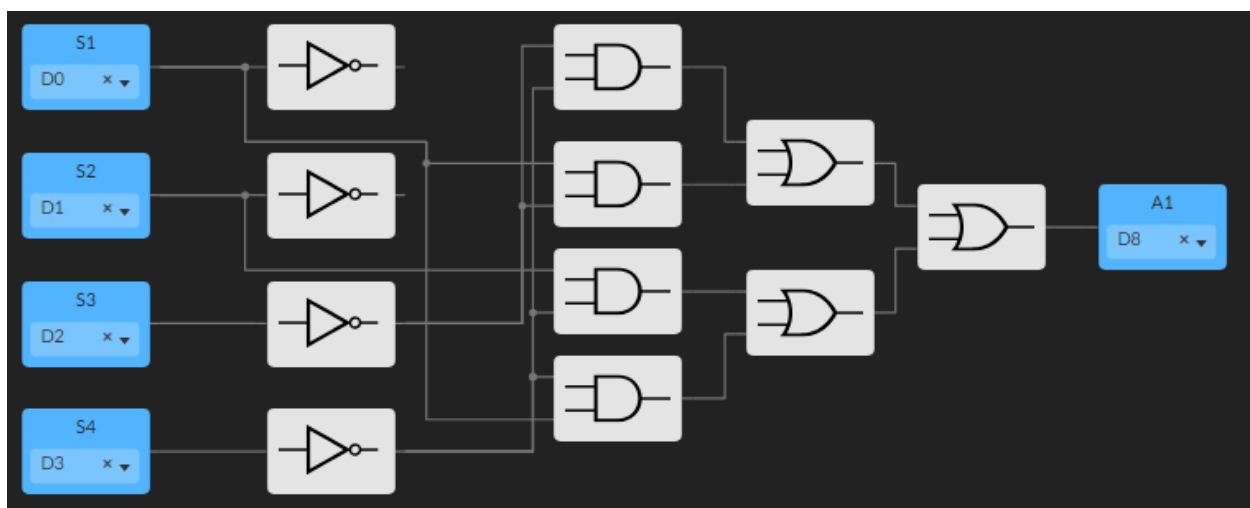 S1
D0 ×
S2
D1 ×
S3
D2 ×
S4
D3 ×
A1
D8 ×